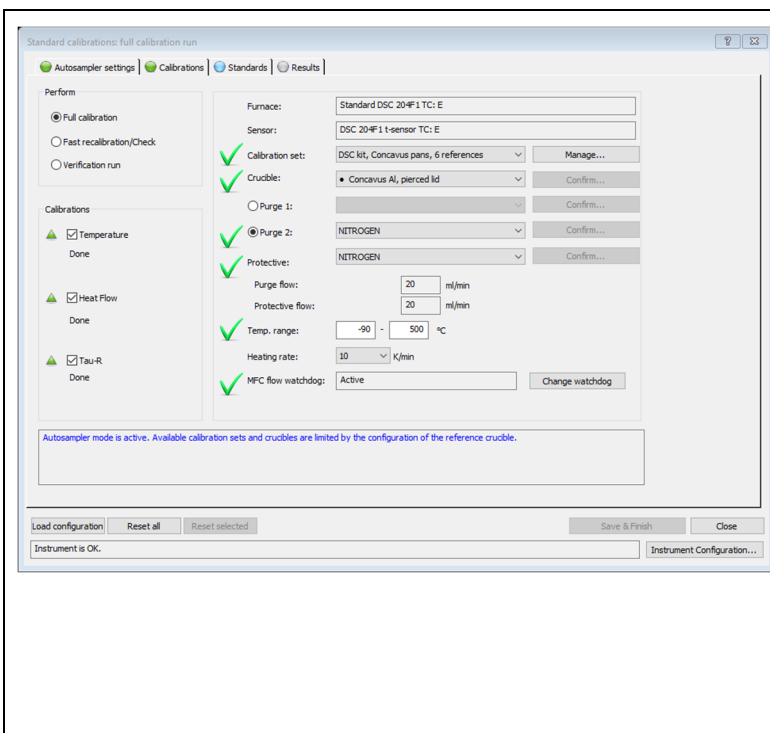 Standard calibrations: full calibration run
Autosampler settings Calibrations Standards Results
Perform
Full calibration
Fast recalibration/Check
Verification run
Calibrations
Temperature
Done
Heat Flow
Done
Tau-R
Done
Furnace: Standard DSC 204F1 TC: E
Sensor: DSC 204F1 τ-sensor TC: E
Calibration set: DSC kit, Concavus pans, 6 references Manage...
Crucible: • Concavus Al, pierced lid Confirm...
Purge 1: Confirm...
Purge 2: NITROGEN Confirm...
Protective: NITROGEN Confirm...
Purge flow: 20 ml/min
Protective flow: 20 ml/min
Temp. range: -90 - 500 °C
Heating rate: 10 K/min
MFC flow watchdog: Active Change watchdog
Autosampler mode is active. Available calibration sets and crucibles are limited by the configuration of the reference crucible.
Load configuration Reset all Reset selected Save & Finish Close
Instrument is OK. Instrument Configuration...